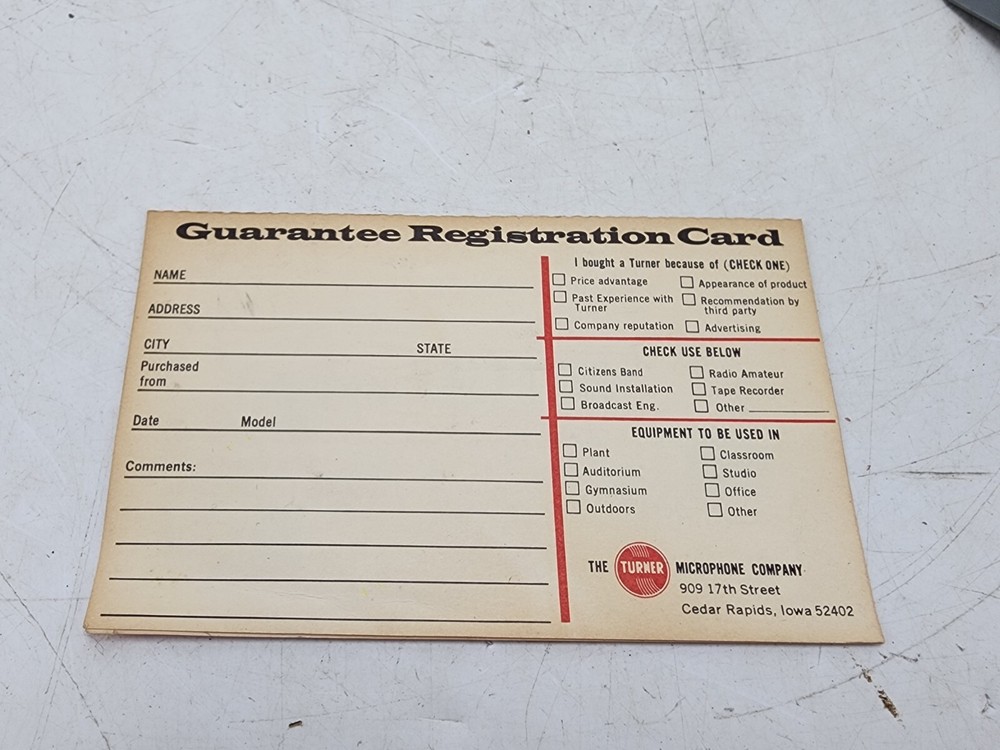 Guarantee Registration Card
NAME
ADDRESS
CITY STATE
Purchased
from
Date Model
Comments:
I bought a Turner because of (CHECK ONE)
Price advantage Appearance of product
Past Experience with Recommendation by
Turner third party
Company reputation Advertising
CHECK USE BELOW
Citizens Band Radio Amateur
Sound Installation Tape Recorder
Broadcast Eng. Other
EQUIPMENT TO BE USED IN
Plant Classroom
Auditorium Studio
Gymnasium Office
Outdoors Other
THE TURNER MICROPHONE COMPANY
909 17th Street
Cedar Rapids, Iowa 52402